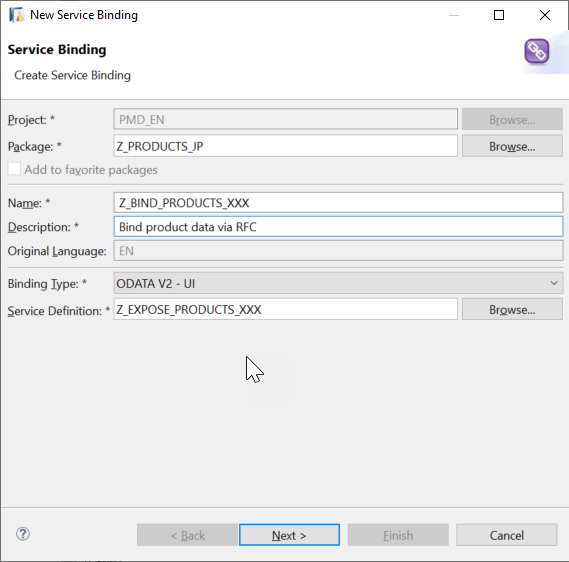 New Service Binding
Service Binding
Create Service Binding
Project: * PMD_EN Browse...
Package: * Z_PRODUCTS_JP Browse...
Add to favorite packages
Name: * Z_BIND_PRODUCTS_XXX
Description: * Bind product data via RFC
Original Language: EN
Binding Type: * ODATA V2 - UI
Service Definition: * Z_EXPOSE_PRODUCTS_XXX Browse...
? < Back Next > Finish Cancel